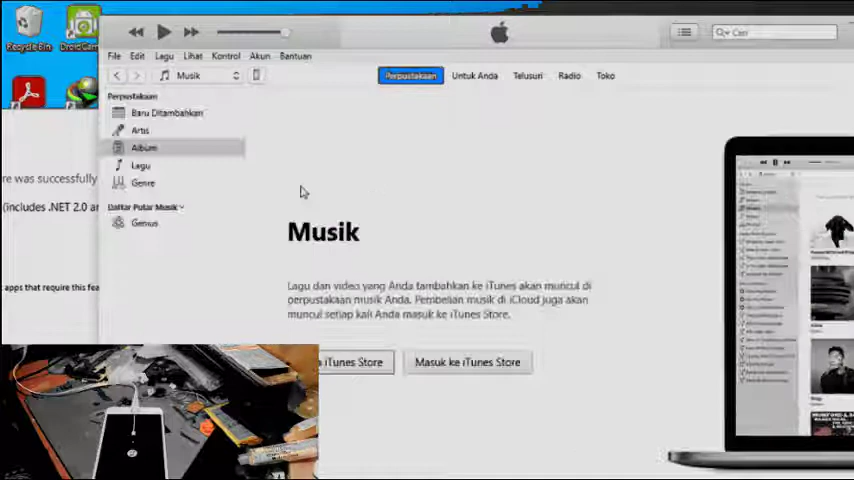 Recycle Bin
DroidCam
Cari
File Edit Lagu Lihat Kontrol Akun Bantuan
Musik
Perpustakaan Untuk Anda Telusuri Radio Toko
Perpustakaan
Baru Ditambahkan
Artis
Album
Lagu
Genre
Daftar Putar Musik
Genius
re was successfully
(includes .NET 2.0 an
apps that require this fea
Musik
Lagu dan video yang Anda tambahkan ke iTunes akan muncul di
perpustakaan musik Anda. Pembelian musik di iCloud juga akan
muncul setiap kali Anda masuk ke iTunes Store.
iTunes Store
Masuk ke iTunes Store